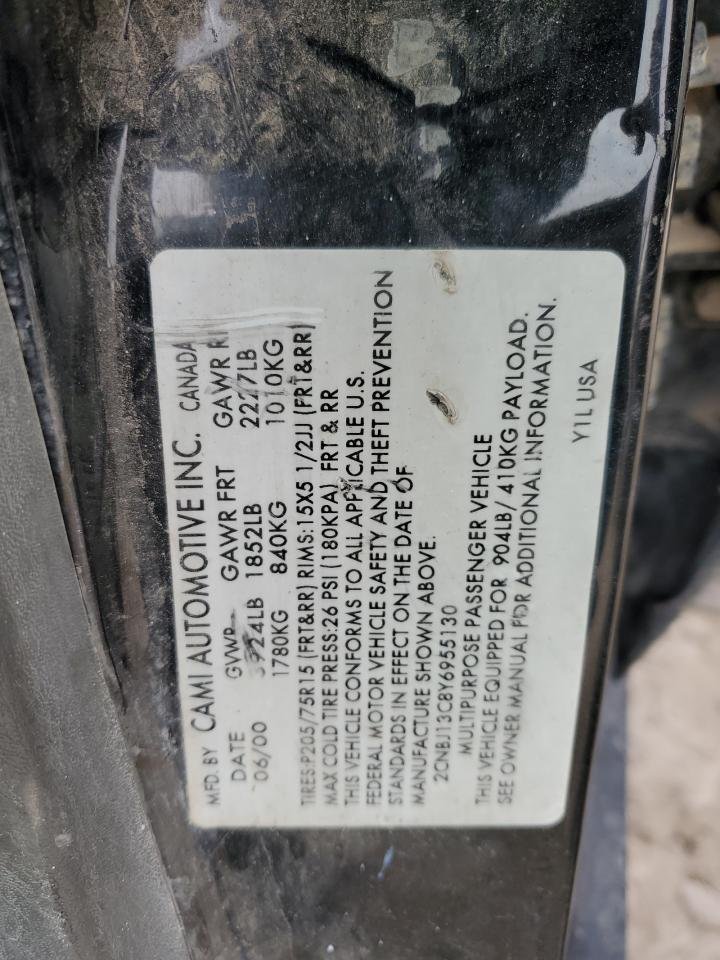 MFD. BY CAMI AUTOMOTIVE INC. CANADA
DATE GVWR GAWR FRT GAWR R
06/00 3924LB 1852LB 2227LB
1780KG 840KG 1010KG
TIRES:P205/75R15 (FRT&RR) RIMS:15X5 1/2JJ (FRT&RR)
MAX COLD TIRE PRESS:26 PSI (180KPA) FRT & RR
THIS VEHICLE CONFORMS TO ALL APPLICABLE U.S.
FEDERAL MOTOR VEHICLE SAFETY AND THEFT PREVENTION
STANDARDS IN EFFECT ON THE DATE OF
MANUFACTURE SHOWN ABOVE.
2CNBJ13C8Y6955130
MULTIPURPOSE PASSENGER VEHICLE
THIS VEHICLE EQUIPPED FOR 904LB/ 410KG PAYLOAD.
SEE OWNER MANUAL FOR ADDITIONAL INFORMATION.
Y1L USA